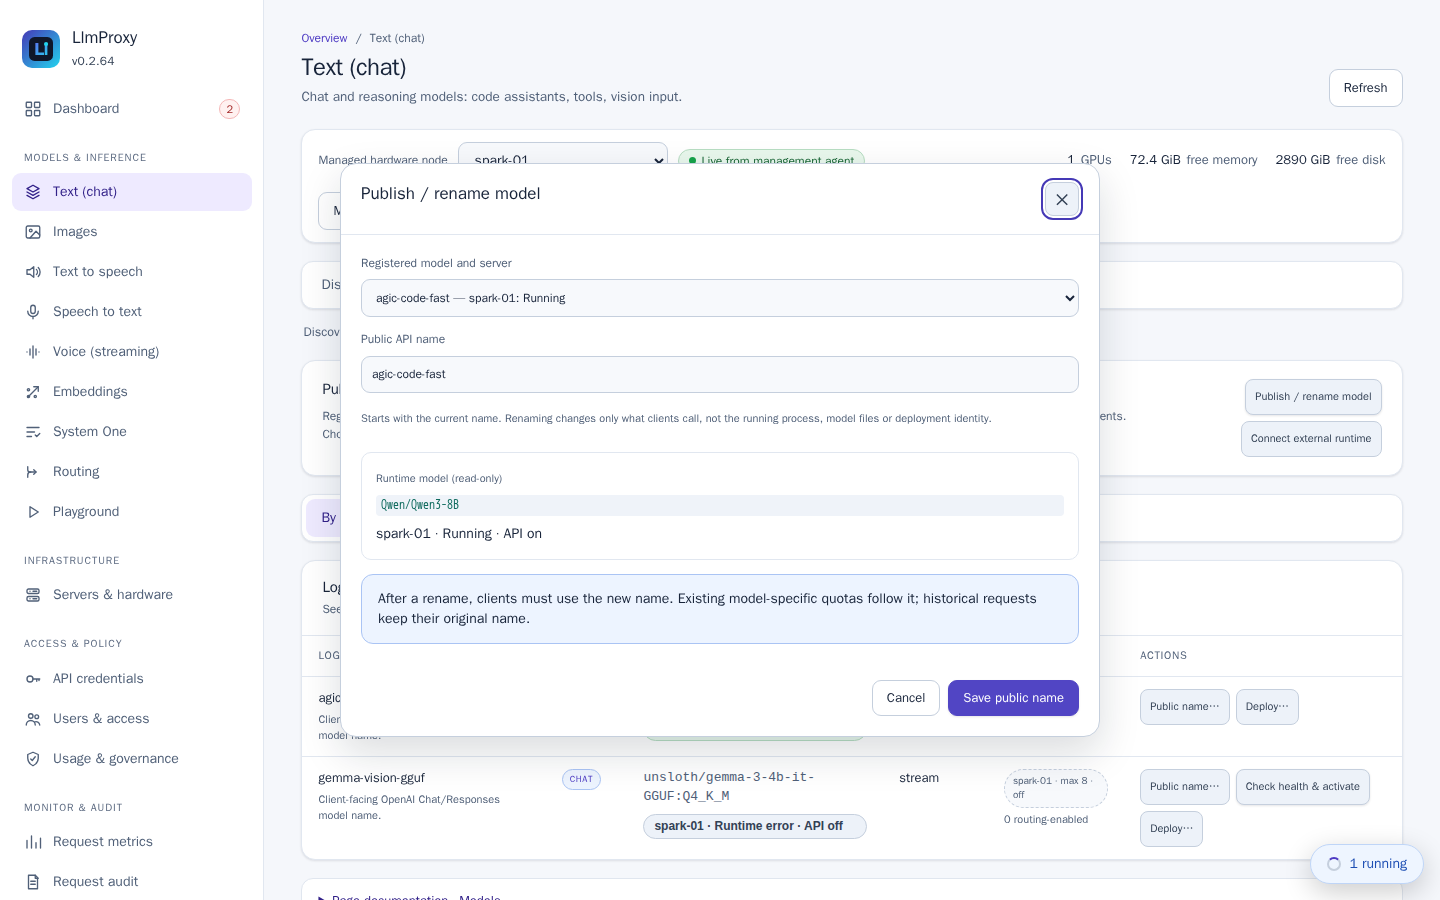 LlmProxy
v0.2.64
Dashboard 2
MODELS & INFERENCE
Text (chat)
Images
Text to speech
Speech to text
Voice (streaming)
Embeddings
System One
Routing
Playground
INFRASTRUCTURE
Servers & hardware
ACCESS & POLICY
API credentials
Users & access
Usage & governance
MONITOR & AUDIT
Request metrics
Request audit
Overview / Text (chat)
Text (chat)
Chat and reasoning models: code assistants, tools, vision input.
Refresh
Managed hardware node spark-01 Live from management agent 1 GPUs 72.4 GiB free memory 2890 GiB free disk
Publish / rename model
Registered model and server
agic-code-fast — spark-01: Running
Public API name
agic-code-fast
Starts with the current name. Renaming changes only what clients call, not the running process, model files or deployment identity.
Runtime model (read-only)
Qwen/Qwen3-8B
spark-01 · Running · API on
After a rename, clients must use the new name. Existing model-specific quotas follow it; historical requests
keep their original name.
Cancel Save public name
Publish / rename model
Connect external runtime
By
ACTIONS
Public name··· Deploy···
model name.
gemma-vision-gguf
Client-facing OpenAI Chat/Responses
model name.
CHAT
unsloth/gemma-3-4b-it-
GGUF:Q4_K_M
spark-01 · Runtime error · API off
stream
spark-01 · max 8 ·
off
0 routing-enabled
Public name··· Check health & activate
Deploy···
1 running
Page documentation · Models